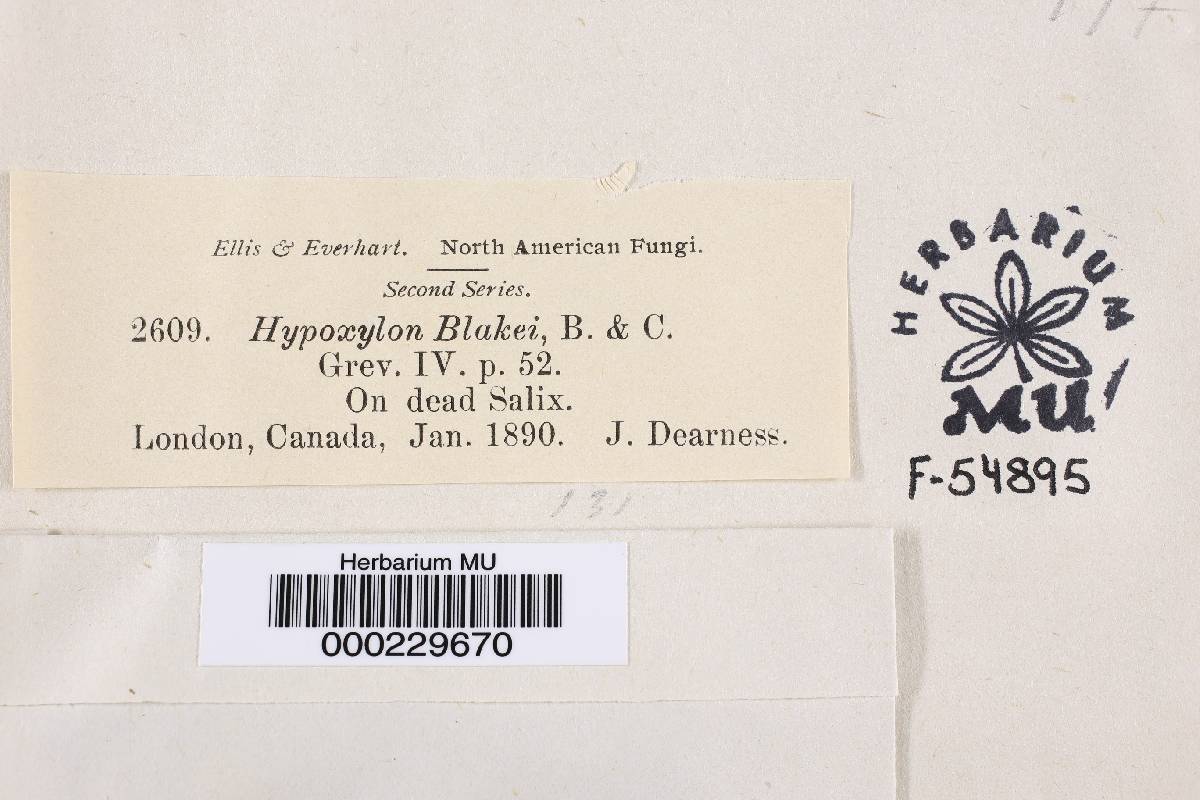 Ellis & Everhart. North American Fungi.
Second Series.
2609. Hypoxylon Blakei, B. & C.
Grev. IV. p. 52.
On dead Salix.
London, Canada, Jan. 1890. J. Dearness.
HERBARIUM
MU
F-54895
131
Herbarium MU
000229670